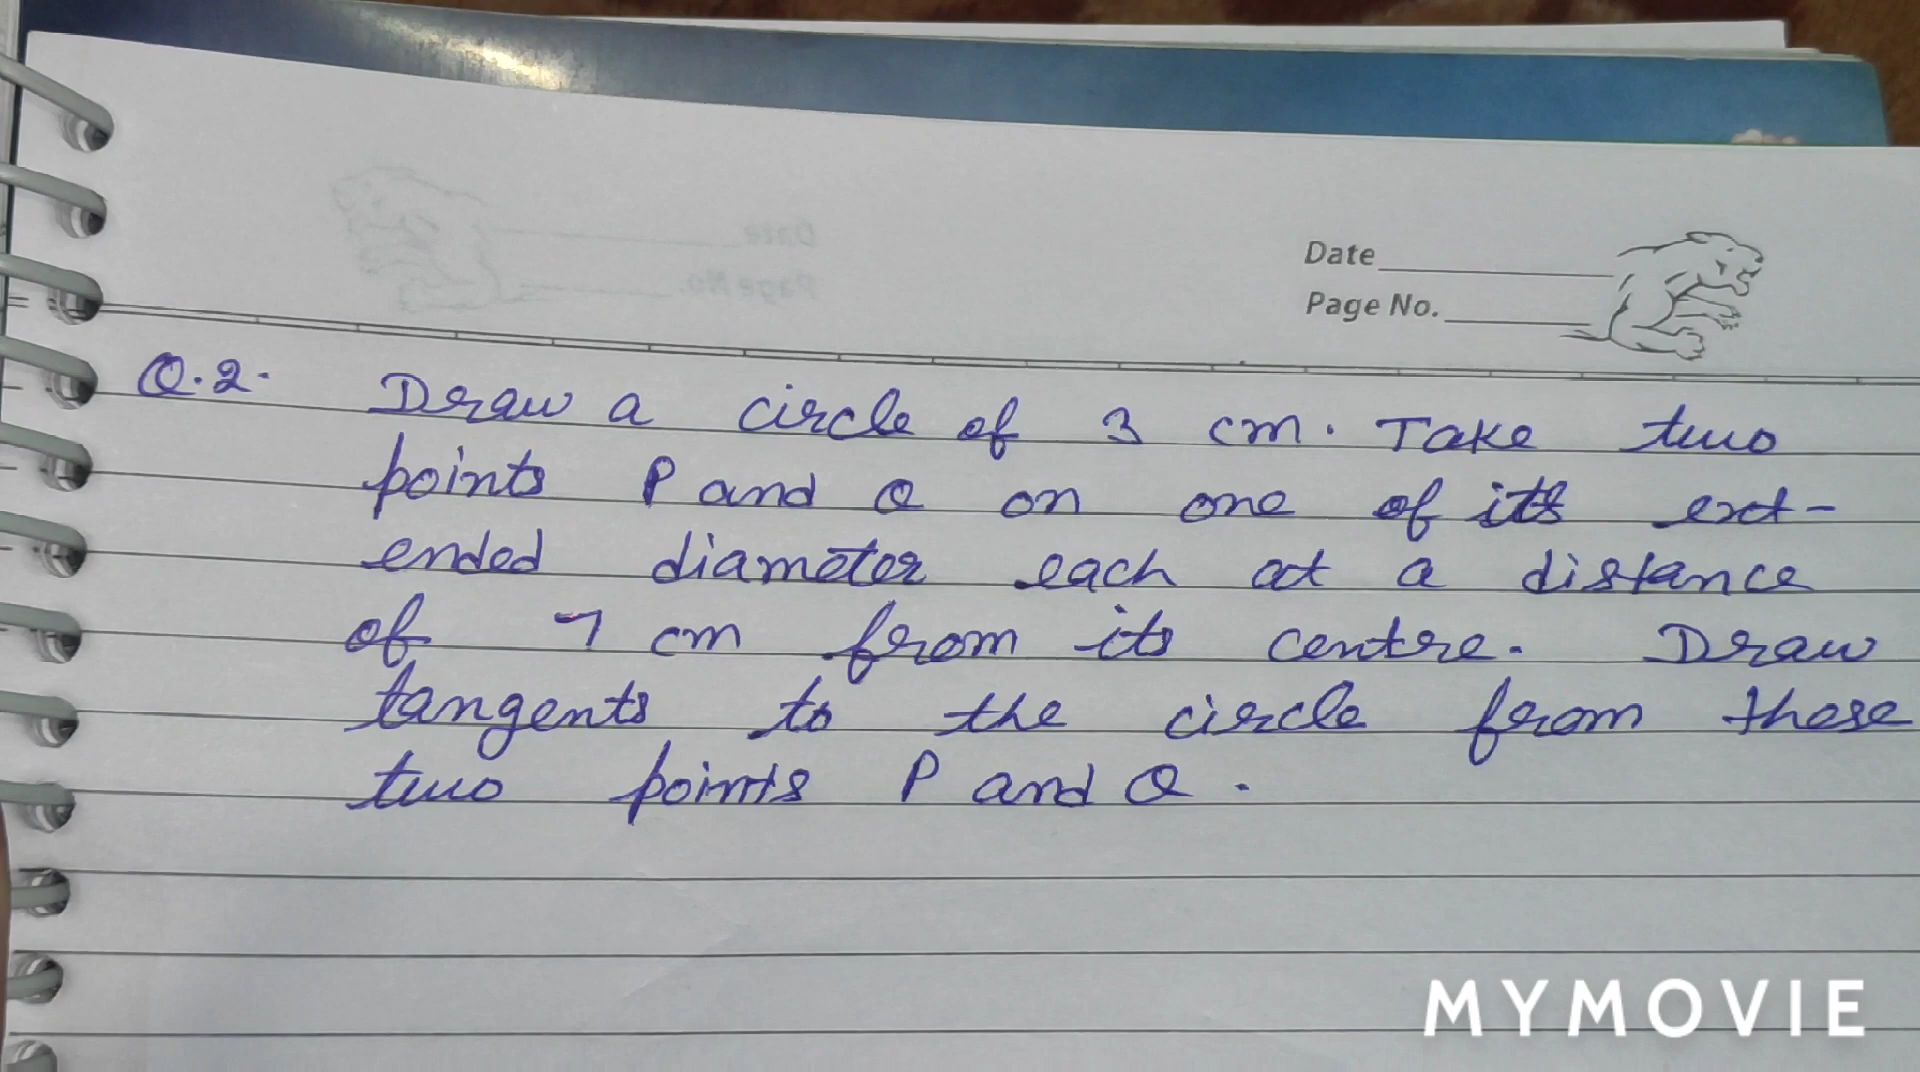 Date
Page No.
Q.2. Draw a circle of 3 cm. Take two
points P and Q on one of its ext-
ended diameter each at a distance
of 7 cm from its centre. Draw
tangents to the circle from these
two points P and Q.
MYMOVIE